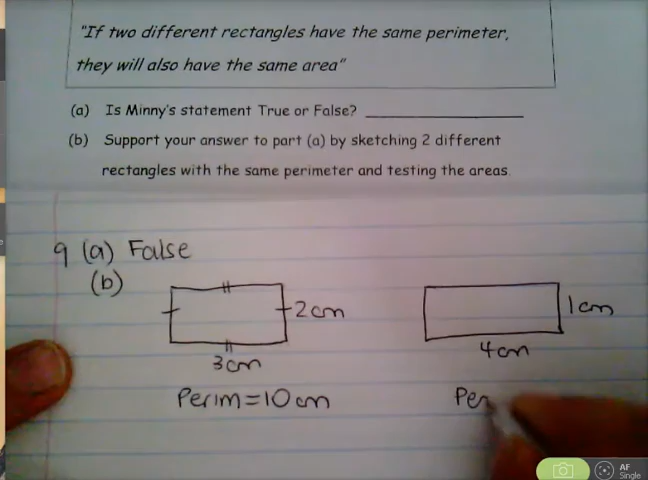 "If two different rectangles have the same perimeter,
they will also have the same area"
(a) Is Minny's statement True or False?
(b) Support your answer to part (a) by sketching 2 different
rectangles with the same perimeter and testing the areas.
9 (a) False
(b)
2cm
1cm
3cm
4cm
Perim=10cm
Per
AF
Single